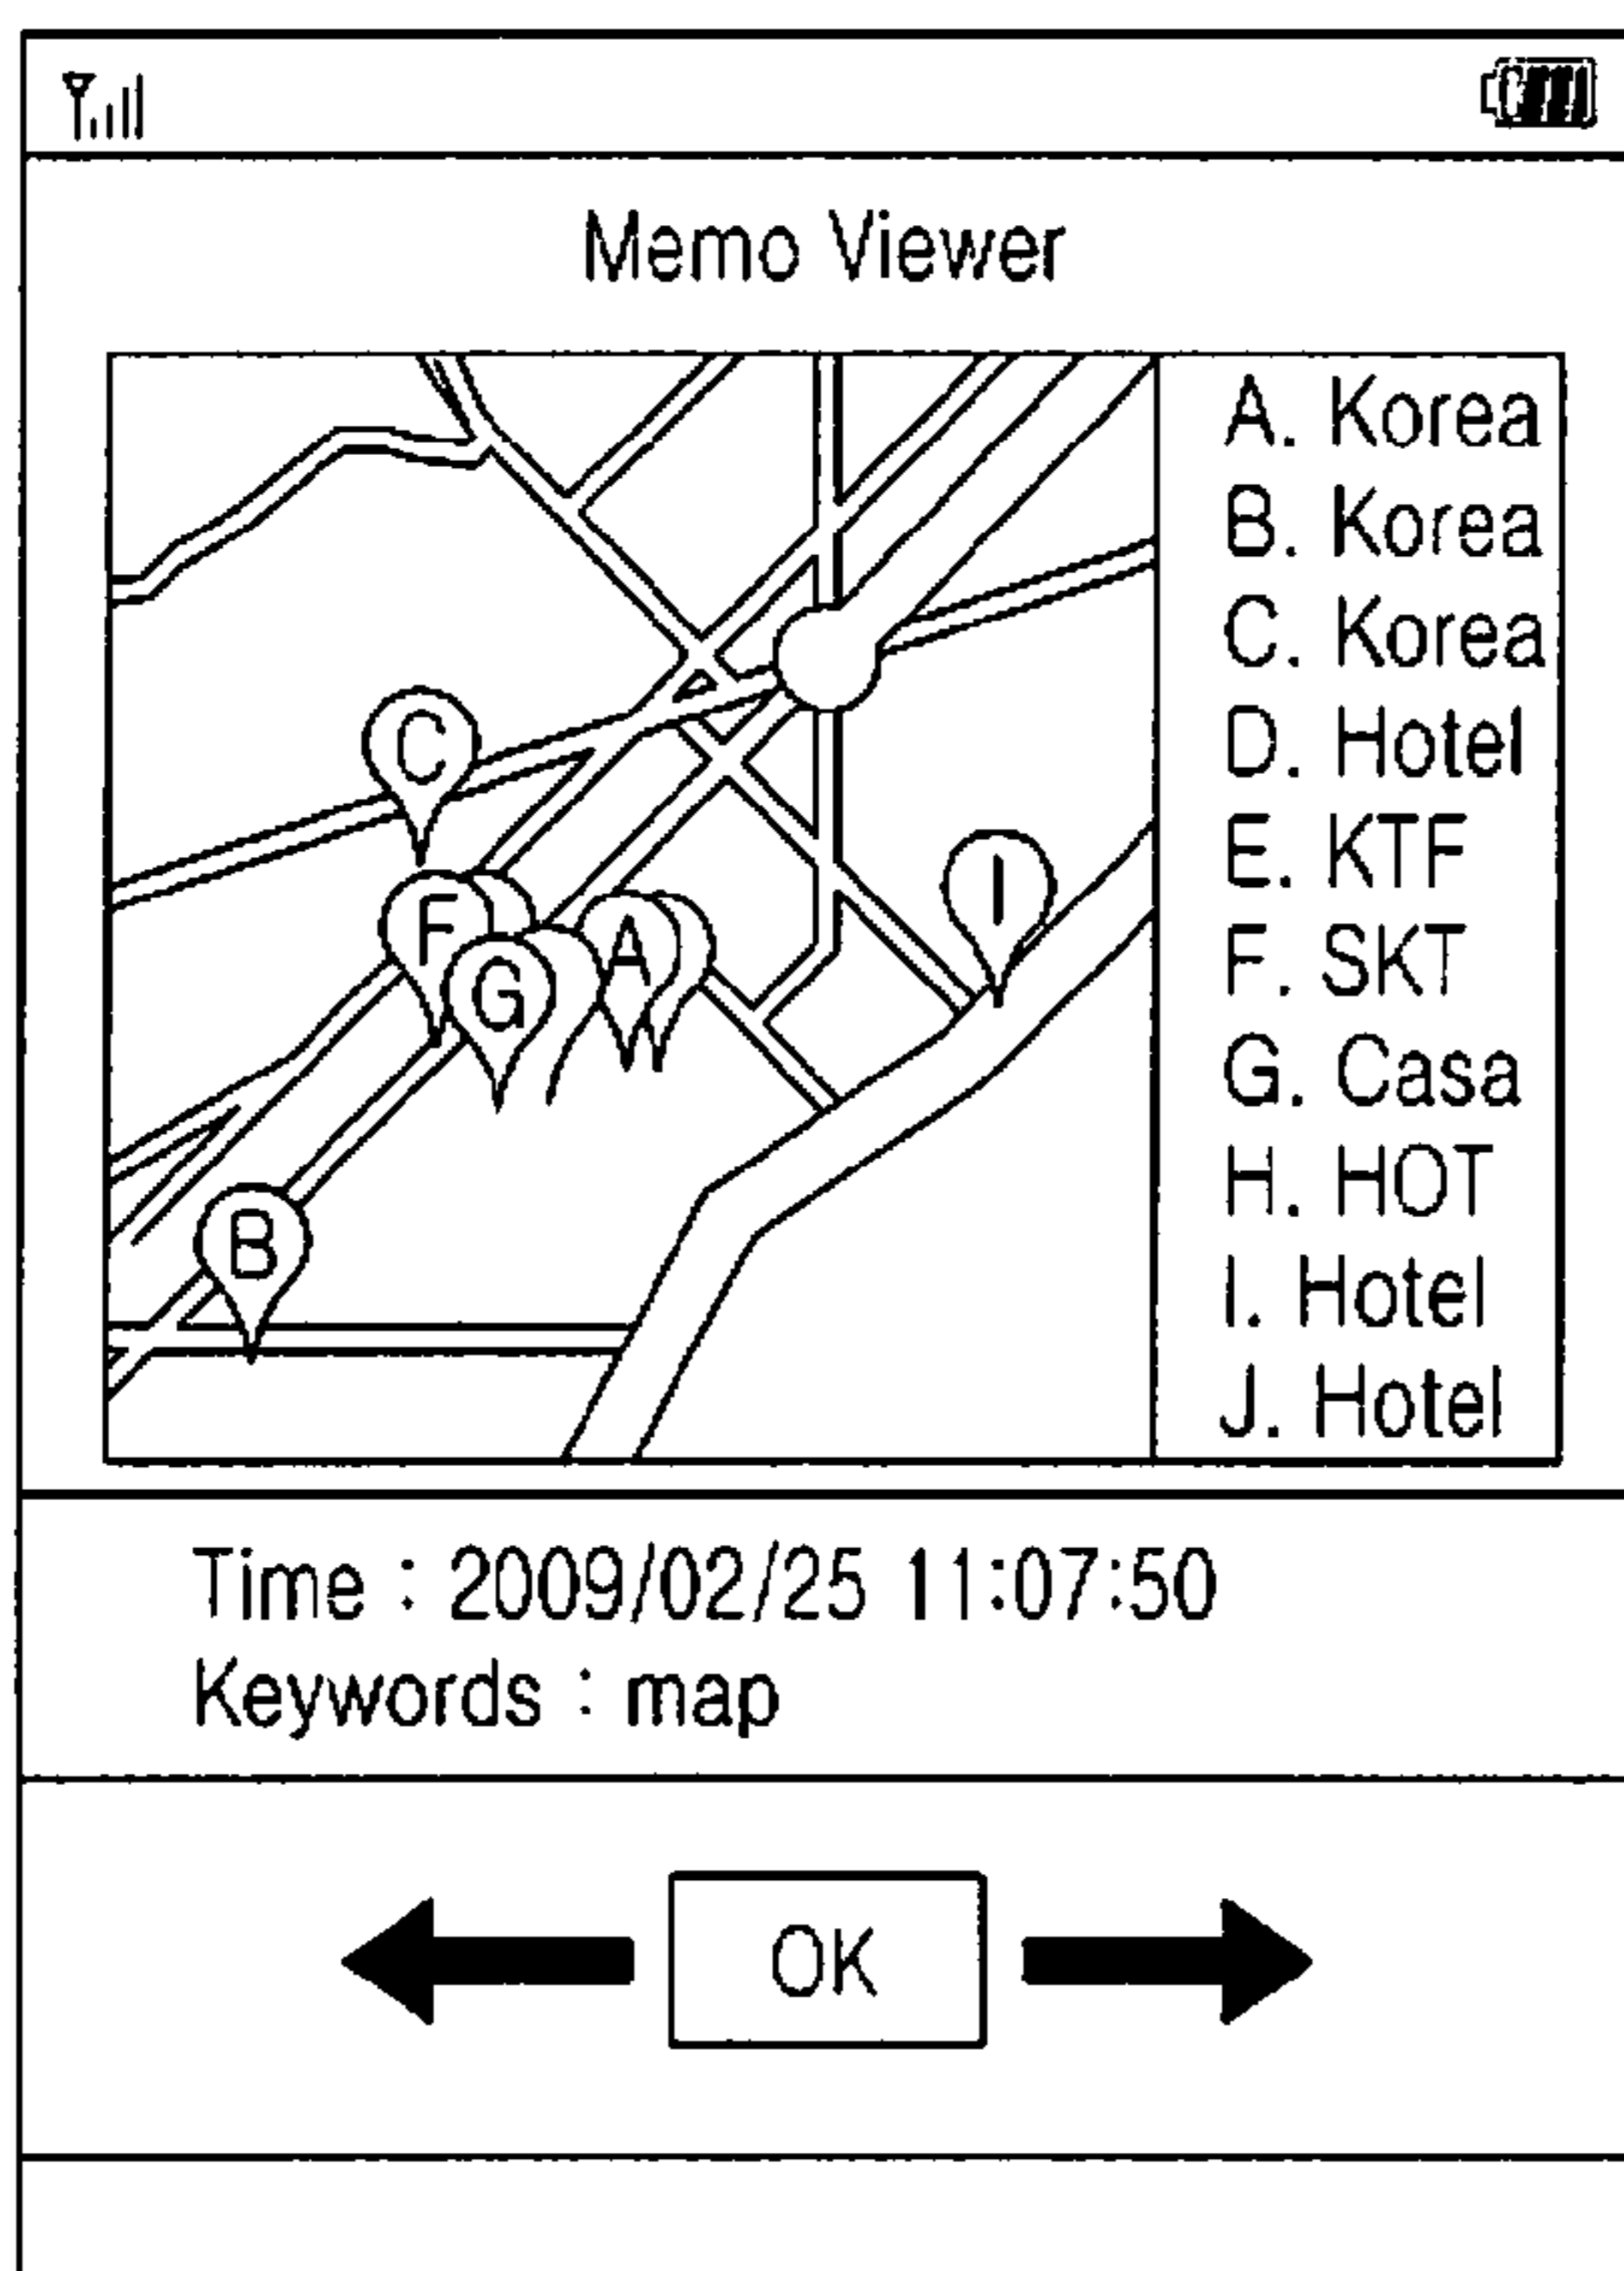 Memo Viewer
A. Korea
B. Korea
C. Korea
D. Hotel
E. KTF
F. SKT
G. Casa
H. HOT
I. Hotel
J. Hotel
C
F
G
A
I
B
Time : 2009/02/25 11:07:50
Keywords : map
OK